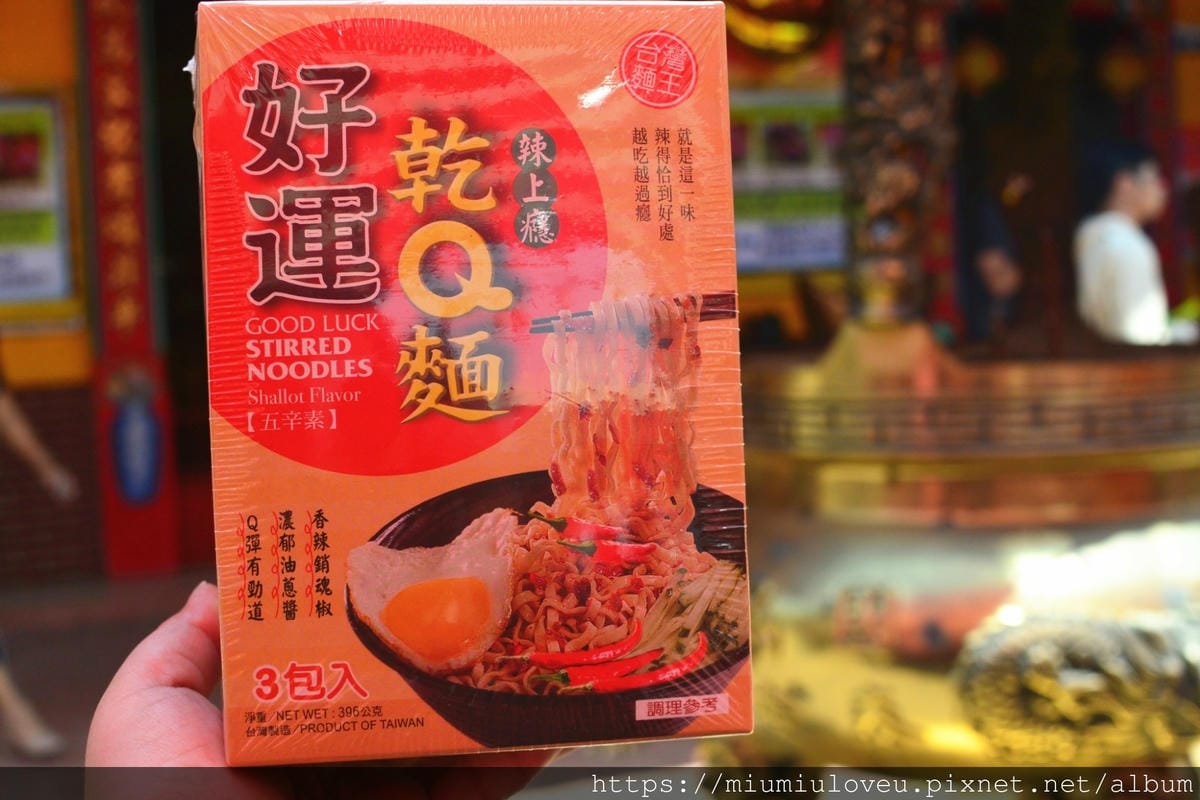 台灣
麵王
好運
乾Q麵
辣上癮
就是這一味
辣得恰到好處
越吃越過癮
GOOD LUCK
STIRRED
NOODLES
Shallot Flavor
【五辛素】
香辣銷魂椒
濃郁油蔥醬
Q彈有勁道
3包入
淨重/NET WET : 396公克
台灣製造/PRODUCT OF TAIWAN
調理參考
https://miumiuloveu.pixnet.net/album